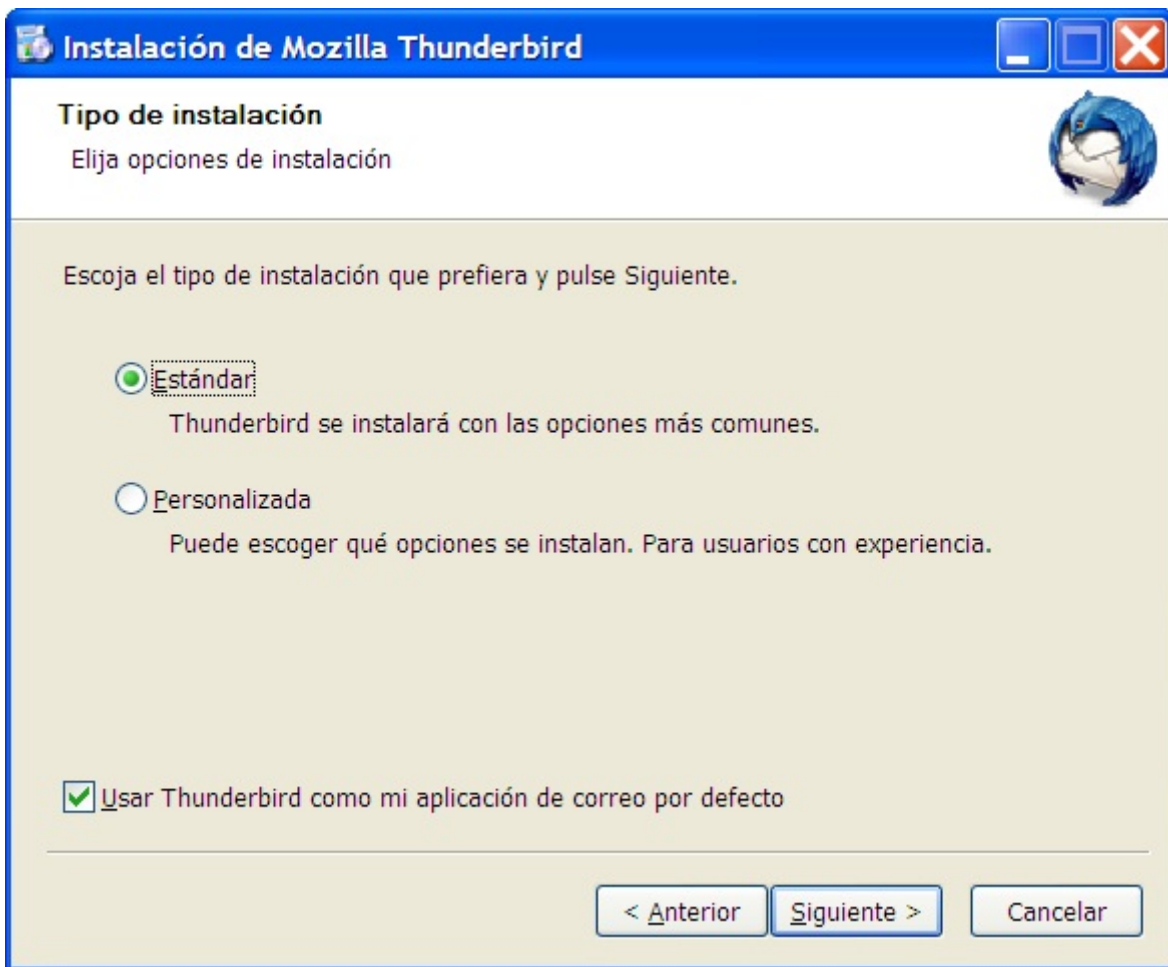 Instalación de Mozilla Thunderbird
Tipo de instalación
Elija opciones de instalación
Escoja el tipo de instalación que prefiera y pulse Siguiente.
Estándar
Thunderbird se instalará con las opciones más comunes.
Personalizada
Puede escoger qué opciones se instalan. Para usuarios con experiencia.
Usar Thunderbird como mi aplicación de correo por defecto
< Anterior Siguiente > Cancelar